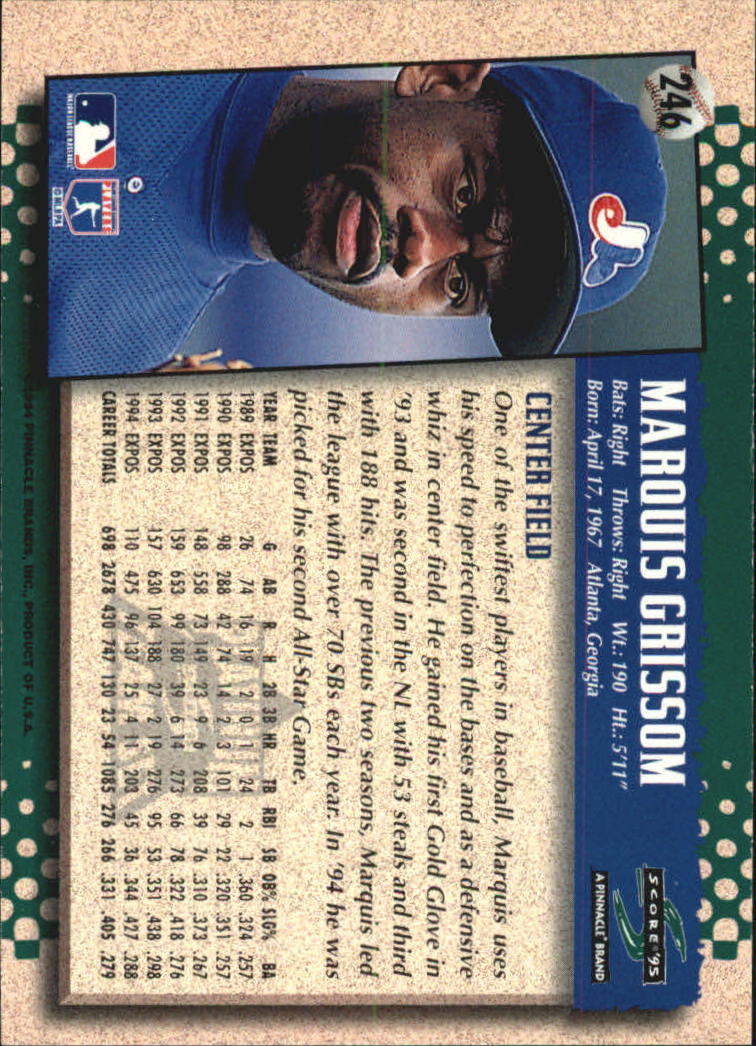 246
MARQUIS GRISSOM
Bats: Right Throws: Right Wt.: 190 Ht.: 5'11"
Born: April 17, 1967 Atlanta, Georgia
SCORE '95
A PINNACLE BRAND
CENTER FIELD
One of the swiftest players in baseball, Marquis uses
his speed to perfection on the bases and as a defensive
whiz in center field. He gained his first Gold Glove in
'93 and was second in the NL with 53 steals and third
with 188 hits. The previous two seasons, Marquis led
the league with over 70 SBs each year. In '94 he was
picked for his second All-Star Game.
YEAR TEAM G AB R H 2B 3B HR TB RBI SB OB% SLG% BA
1989 EXPOS 26 74 16 19 2 0 1 24 2 1 .360 .324 .257
1990 EXPOS 98 288 42 74 14 2 3 101 29 22 .320 .351 .257
1991 EXPOS 148 558 73 149 23 9 6 208 39 76 .310 .373 .267
1992 EXPOS 159 653 99 180 39 6 14 273 66 78 .322 .418 .276
1993 EXPOS 157 630 104 188 27 2 19 276 95 53 .351 .438 .298
1994 EXPOS 110 475 96 137 25 4 11 203 45 36 .344 .427 .288
CAREER TOTALS 698 2678 430 747 130 23 54 1085 276 266 .331 .405 .279
MAJOR LEAGUE BASEBALL
PLAYERS
© MLBPA
1994 PINNACLE BRANDS, INC., PRODUCT OF U.S.A.